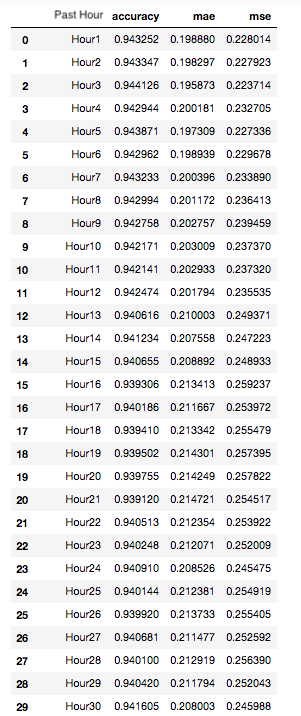 Past Hour accuracy mae mse
0 Hour1 0.943252 0.198880 0.228014
1 Hour2 0.943347 0.198297 0.227923
2 Hour3 0.944126 0.195873 0.223714
3 Hour4 0.942944 0.200181 0.232705
4 Hour5 0.943871 0.197309 0.227336
5 Hour6 0.942962 0.198939 0.229678
6 Hour7 0.943233 0.200396 0.233890
7 Hour8 0.942994 0.201172 0.236413
8 Hour9 0.942758 0.202757 0.239459
9 Hour10 0.942171 0.203009 0.237370
10 Hour11 0.942141 0.202933 0.237320
11 Hour12 0.942474 0.201794 0.235535
12 Hour13 0.940616 0.210003 0.249371
13 Hour14 0.941234 0.207558 0.247223
14 Hour15 0.940655 0.208892 0.248933
15 Hour16 0.939306 0.213413 0.259237
16 Hour17 0.940186 0.211667 0.253972
17 Hour18 0.939410 0.213342 0.255479
18 Hour19 0.939502 0.214301 0.257395
19 Hour20 0.939755 0.214249 0.257822
20 Hour21 0.939120 0.214721 0.254517
21 Hour22 0.940513 0.212354 0.253922
22 Hour23 0.940248 0.212071 0.252009
23 Hour24 0.940910 0.208526 0.245475
24 Hour25 0.940144 0.212381 0.254919
25 Hour26 0.939920 0.213733 0.255405
26 Hour27 0.940681 0.211477 0.252592
27 Hour28 0.940100 0.212919 0.256390
28 Hour29 0.940420 0.211794 0.252043
29 Hour30 0.941605 0.208003 0.245988